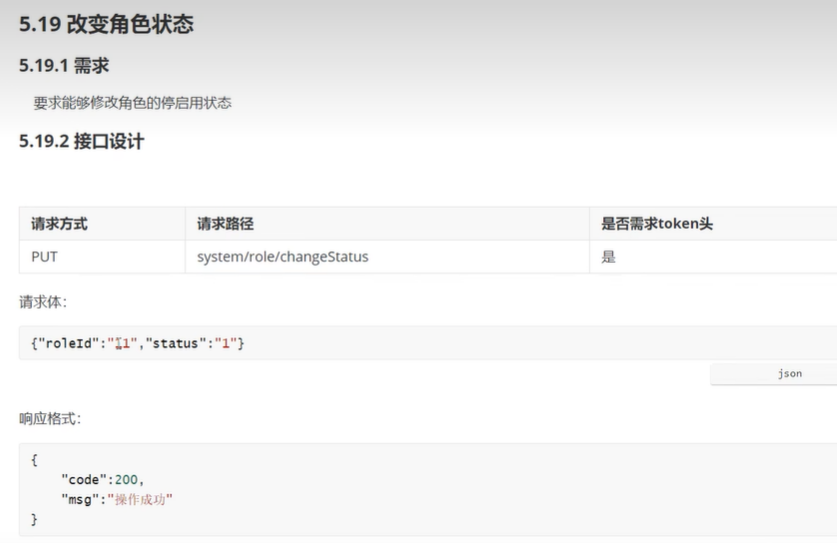 5.19 改变角色状态
5.19.1 需求
要求能够修改角色的停启用状态
5.19.2 接口设计
请求方式 请求路径 是否需求token头
PUT system/role/changeStatus 是
请求体：
{"roleId":"11","status":"1"}
json
响应格式：
{
"code":200,
"msg":"操作成功"
}